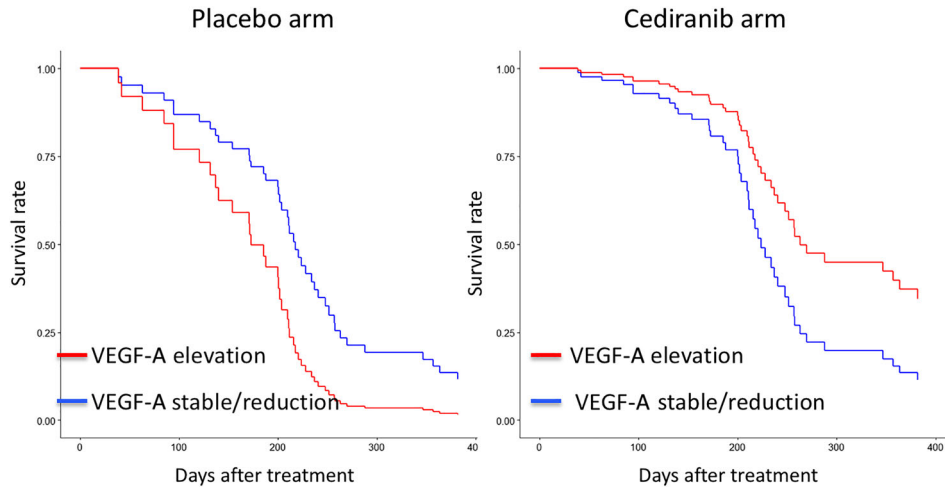 Placebo arm
Survival rate
1.00
0.75
0.50
0.25
0.00
VEGF-A elevation
VEGF-A stable/reduction
0
100
200
300
40
Days after treatment
Cediranib arm
Survival rate
1.00
0.75
0.50
0.25
0.00
VEGF-A elevation
VEGF-A stable/reduction
0
100
200
300
400
Days after treatment